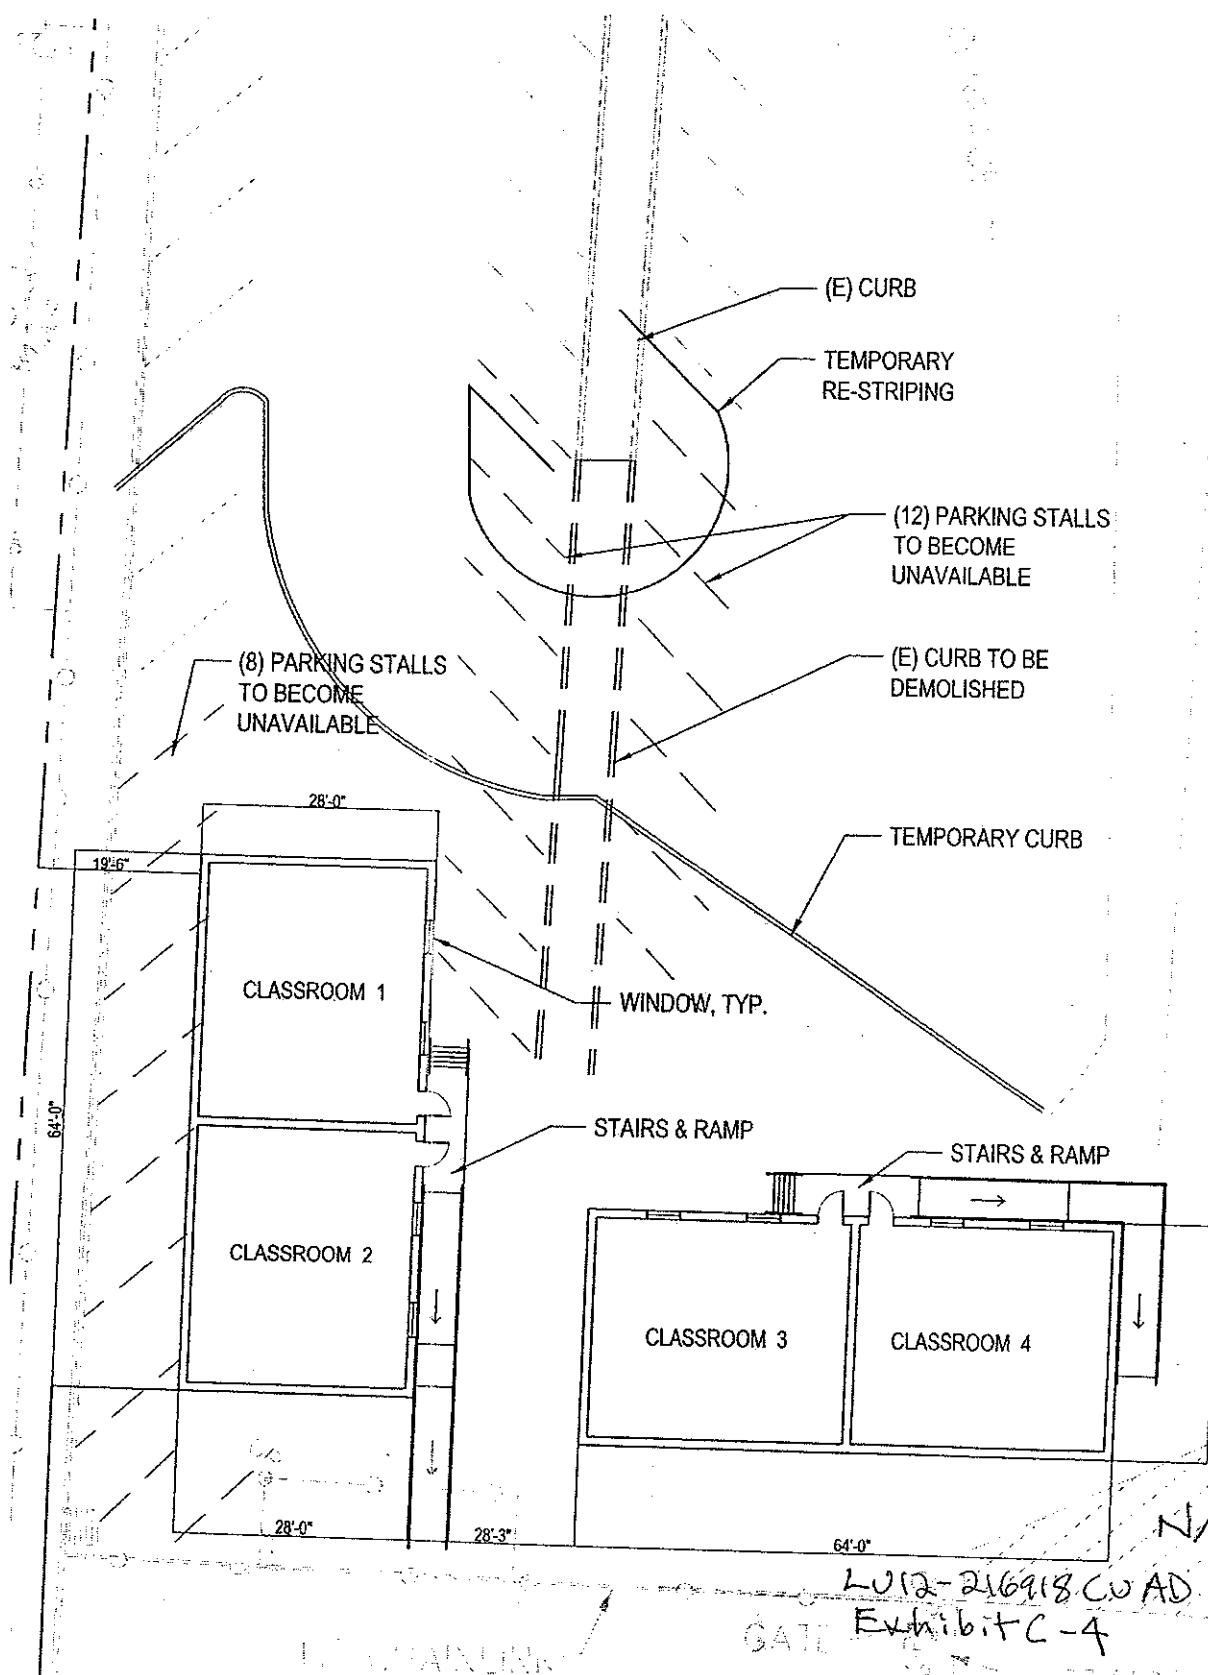 (E) CURB
TEMPORARY
RE-STRIPING
(12) PARKING STALLS
TO BECOME
UNAVAILABLE
(8) PARKING STALLS
TO BECOME
UNAVAILABLE
(E) CURB TO BE
DEMOLISHED
28'-0"
TEMPORARY CURB
19'-6"
CLASSROOM 1
WINDOW, TYP.
64'-0"
STAIRS & RAMP
STAIRS & RAMP
CLASSROOM 2
CLASSROOM 3
CLASSROOM 4
28'-0"
28'-3"
64'-0"
LU12-216918 CU AD
Exhibit C-4
GATE